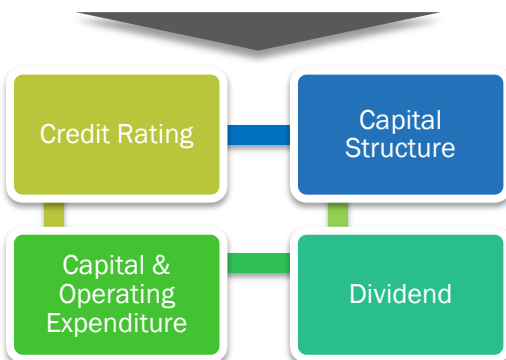 Credit Rating
Capital
Structure
Capital &
Operating
Expenditure
Dividend